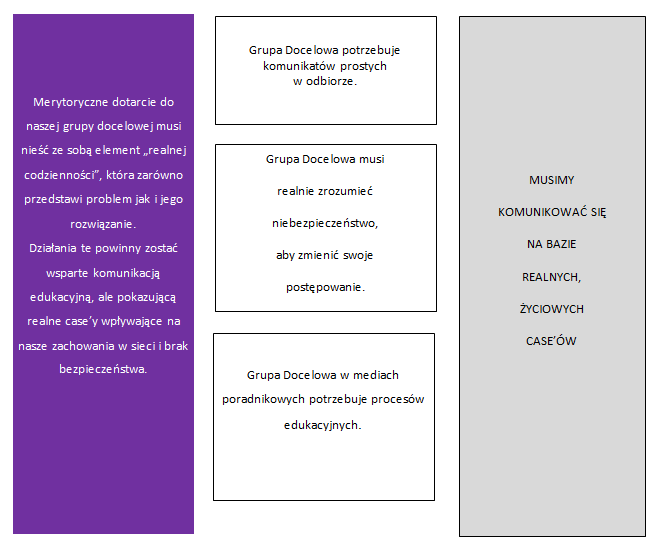 Merytoryczne dotarcie do
naszej grupy docelowej musi
nieść ze sobą element „realnej
codzienności”, która zarówno
przedstawi problem jak i jego
rozwiązanie.
Działania te powinny zostać
wsparte komunikacją
edukacyjną, ale pokazującą
realne case’y wpływające na
nasze zachowania w sieci i brak
bezpieczeństwa.
Grupa Docelowa potrzebuje
komunikatów prostych
w odbiorze.
Grupa Docelowa musi
realnie zrozumieć
niebezpieczeństwo,
aby zmienić swoje
postępowanie.
Grupa Docelowa w mediach
poradnikowych potrzebuje procesów
edukacyjnych.
MUSIMY
KOMUNIKOWAĆ SIĘ
NA BAZIE
REALNYCH,
ŻYCIOWYCH
CASE’ÓW